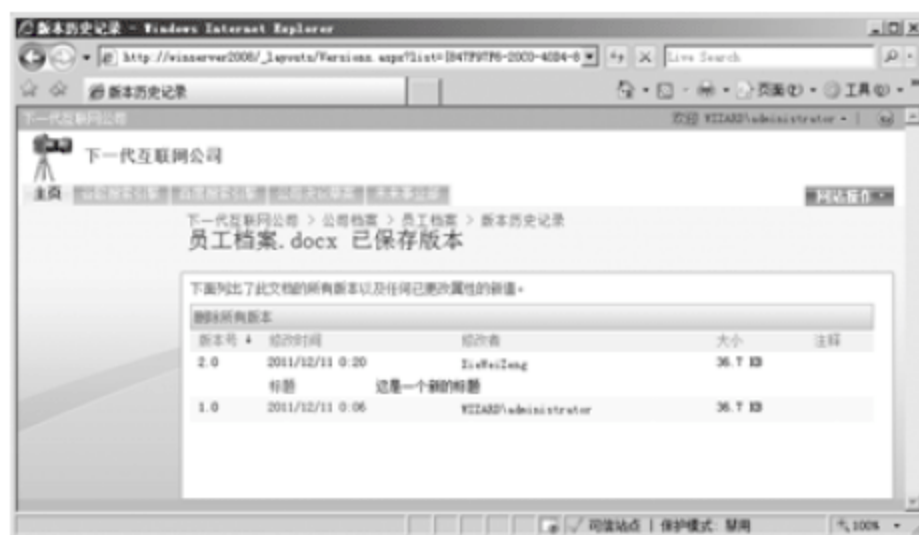 版本历史记录 - Windows Internet Explorer
http://winserver2008/_layouts/Versions.aspx?list=
Live Search
版本历史记录
页面(P) 工具(O)
下一代互联网公司
欢迎 WIZARD\administrator
下一代互联网公司
主页
网站操作
下一代互联网公司 > 公司档案 > 员工档案 > 版本历史记录
员工档案.docx 已保存版本
下面列出了此文档的所有版本以及任何已更改属性的新值。
删除所有版本
版本号 修改时间 修改者 大小 注释
2.0 2011/12/11 0:20 XieWeiZeng 36.7 KB
标题 这是一个新的标题
1.0 2011/12/11 0:06 WIZARD\administrator 36.7 KB
可信站点 | 保护模式: 禁用
100%